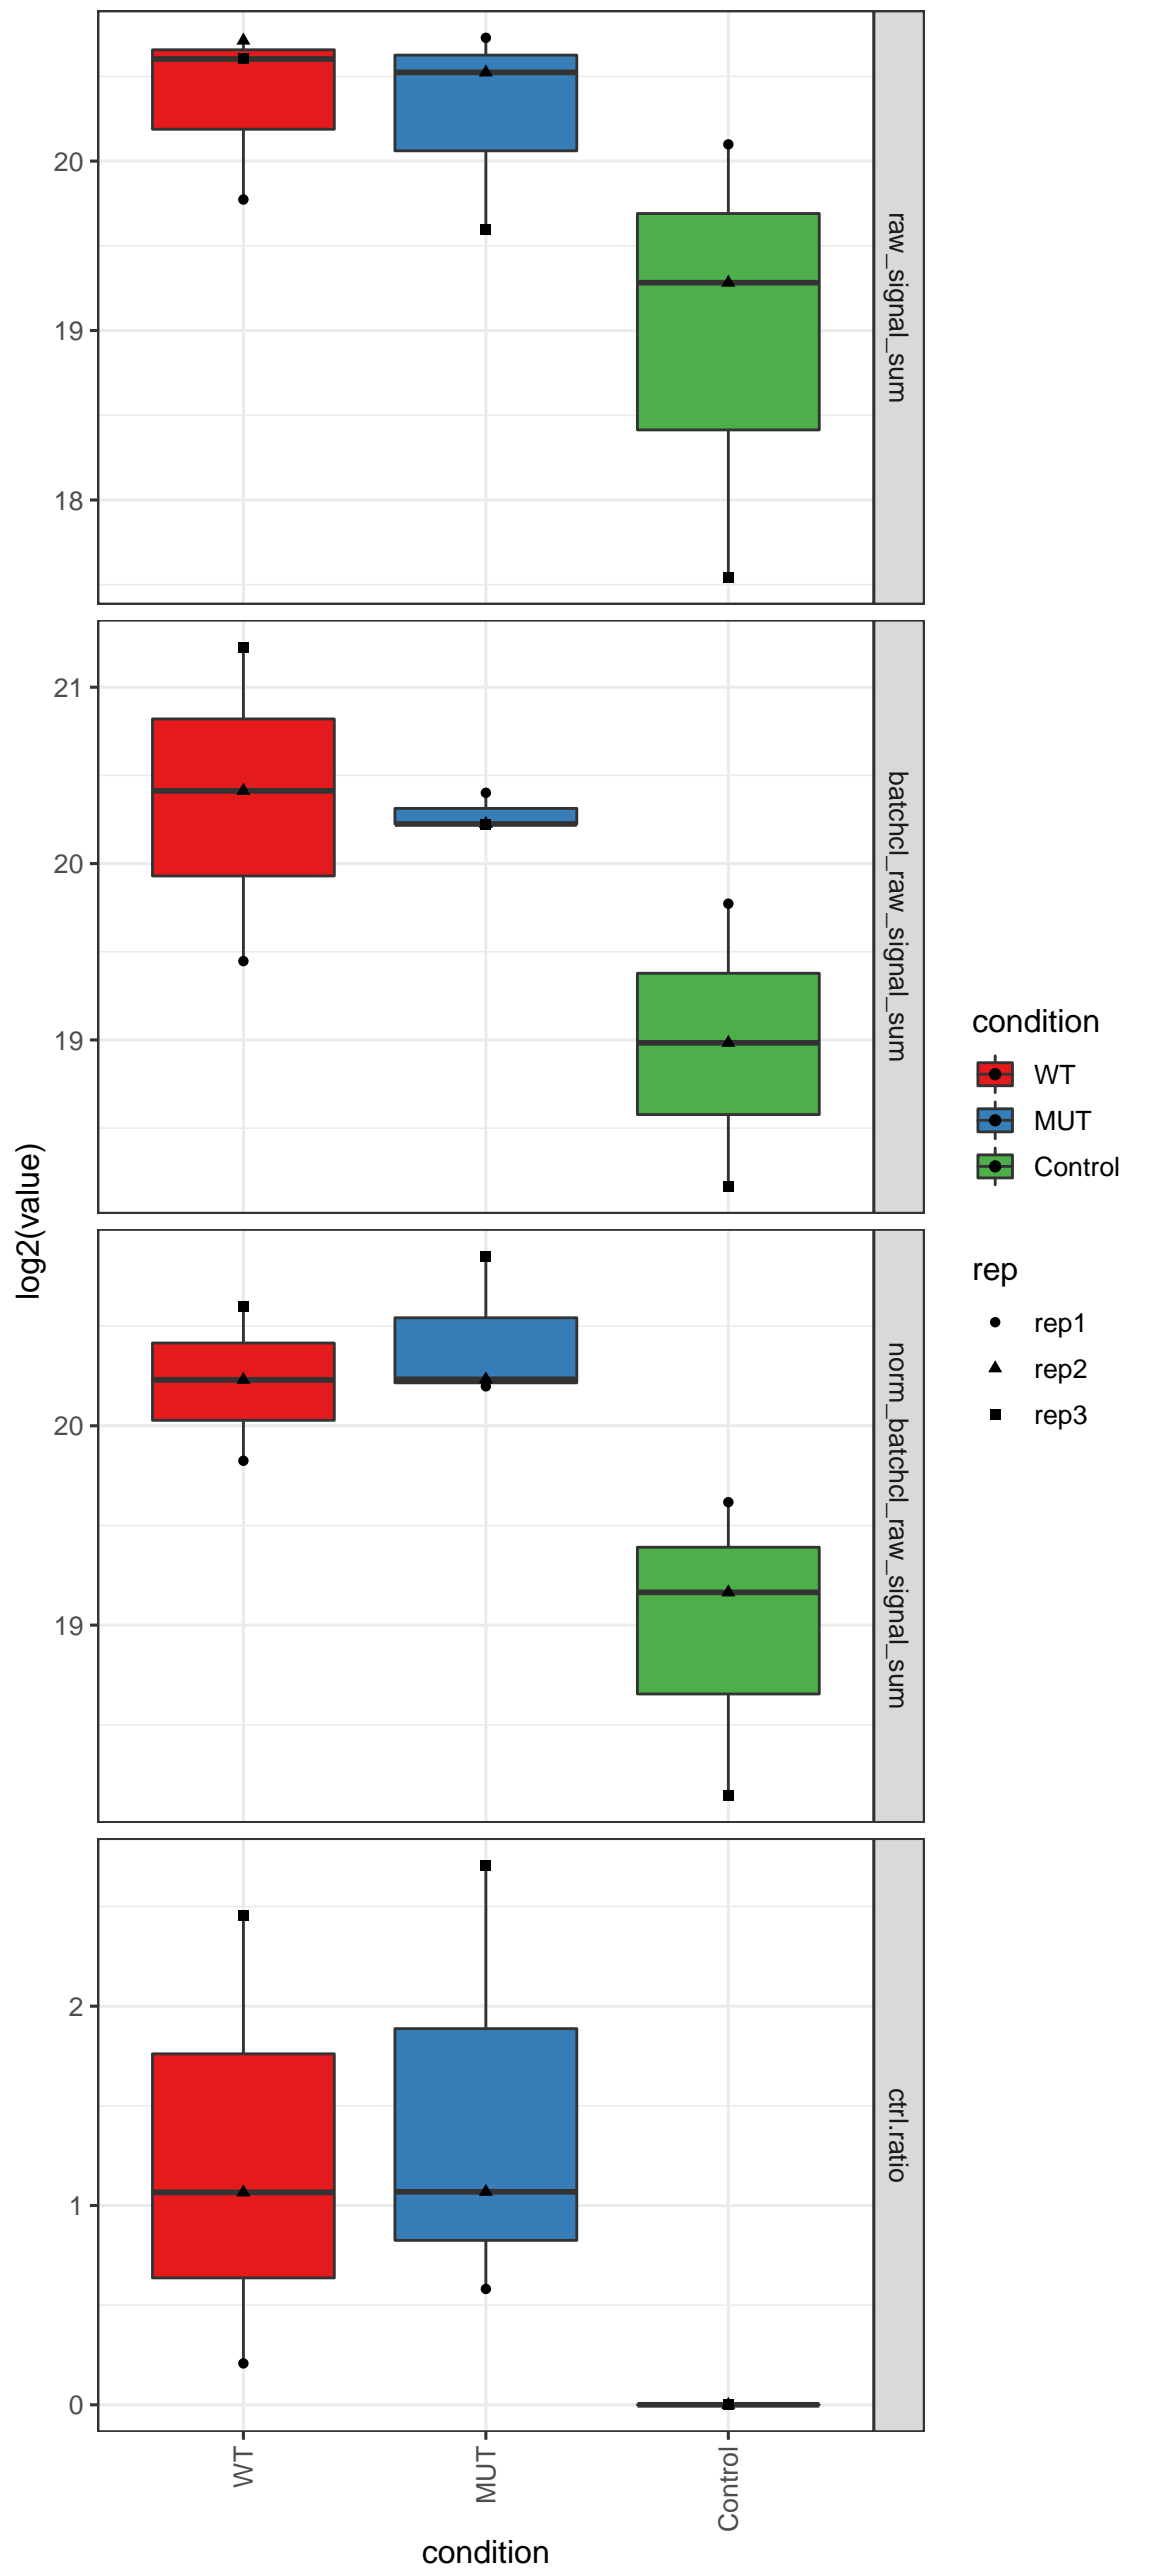 20
19
18
raw_signal_sum
21
20
19
batchcl_raw_signal_sum
20
19
norm_batchcl_raw_signal_sum
2
1
0
ctrl.ratio
log2(value)
WT
MUT
Control
condition
condition
WT
MUT
Control
rep
rep1
rep2
rep3